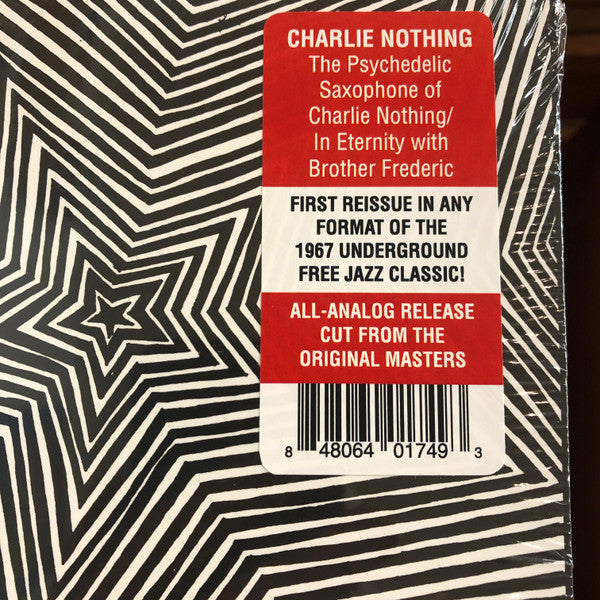 CHARLIE NOTHING
The Psychedelic
Saxophone of
Charlie Nothing/
In Eternity with
Brother Frederic
FIRST REISSUE IN ANY
FORMAT OF THE
1967 UNDERGROUND
FREE JAZZ CLASSIC!
ALL-ANALOG RELEASE
CUT FROM THE
ORIGINAL MASTERS
8 48064 01749 3